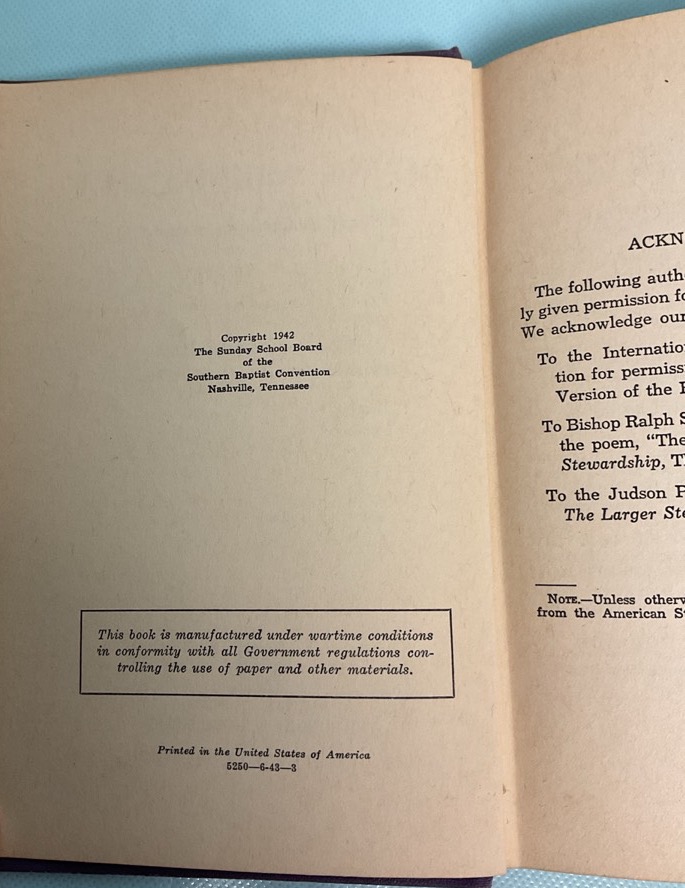 Copyright 1942
The Sunday School Board
of the
Southern Baptist Convention
Nashville, Tennessee
This book is manufactured under wartime conditions
in conformity with all Government regulations con-
trolling the use of paper and other materials.
Printed in the United States of America
5250—6-43—3
ACKN
The following auth
ly given permission fo
We acknowledge our
To the Internatio
tion for permiss
Version of the
To Bishop Ralph S
the poem, “The
Stewardship, T
To the Judson P
The Larger Ste
NOTE.—Unless otherw
from the American S